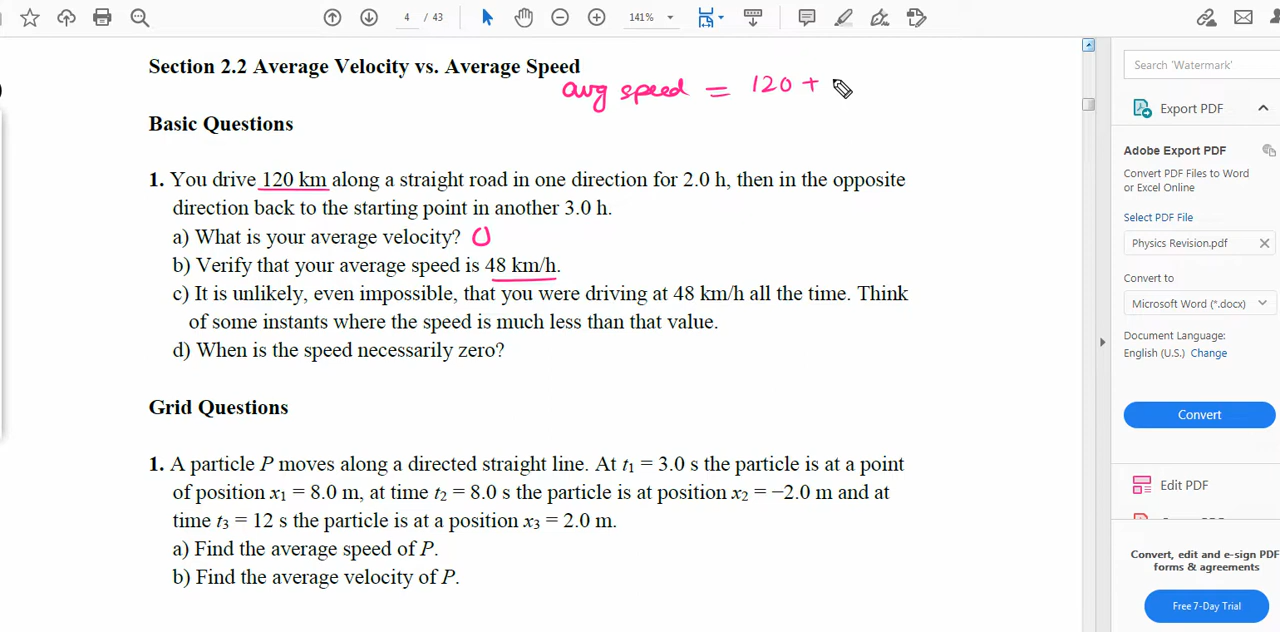 4 / 43
141%
Section 2.2 Average Velocity vs. Average Speed
avg speed = 120 +
Basic Questions
1. You drive 120 km along a straight road in one direction for 2.0 h, then in the opposite
direction back to the starting point in another 3.0 h.
a) What is your average velocity? 0
b) Verify that your average speed is 48 km/h.
c) It is unlikely, even impossible, that you were driving at 48 km/h all the time. Think
of some instants where the speed is much less than that value.
d) When is the speed necessarily zero?
Grid Questions
1. A particle P moves along a directed straight line. At t₁ = 3.0 s the particle is at a point
of position x₁ = 8.0 m, at time t₂ = 8.0 s the particle is at position x₂ = −2.0 m and at
time t₃ = 12 s the particle is at a position x₃ = 2.0 m.
a) Find the average speed of P.
b) Find the average velocity of P.
Search 'Watermark'
Export PDF
Adobe Export PDF
Convert PDF Files to Word
or Excel Online
Select PDF File
Physics Revision.pdf
Convert to
Microsoft Word (*.docx)
Document Language:
English (U.S.) Change
Convert
Edit PDF
Convert, edit and e-sign PDF
forms & agreements
Free 7-Day Trial